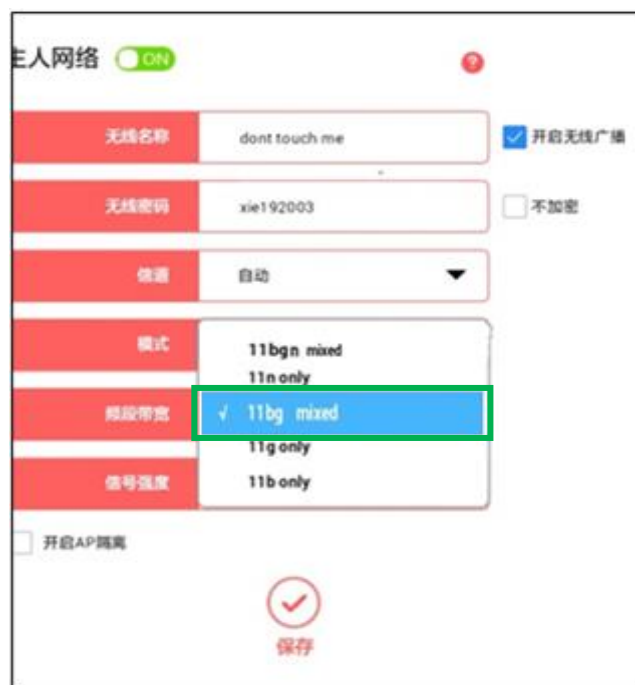 主人网络 ON
?
无线名称 dont touch me 开启无线广播
无线密码 xie192003 不加密
信道 自动
模式
11bgn mixed
11n only
频段带宽 √ 11bg mixed
11g only
信号强度 11b only
开启AP隔离
保存